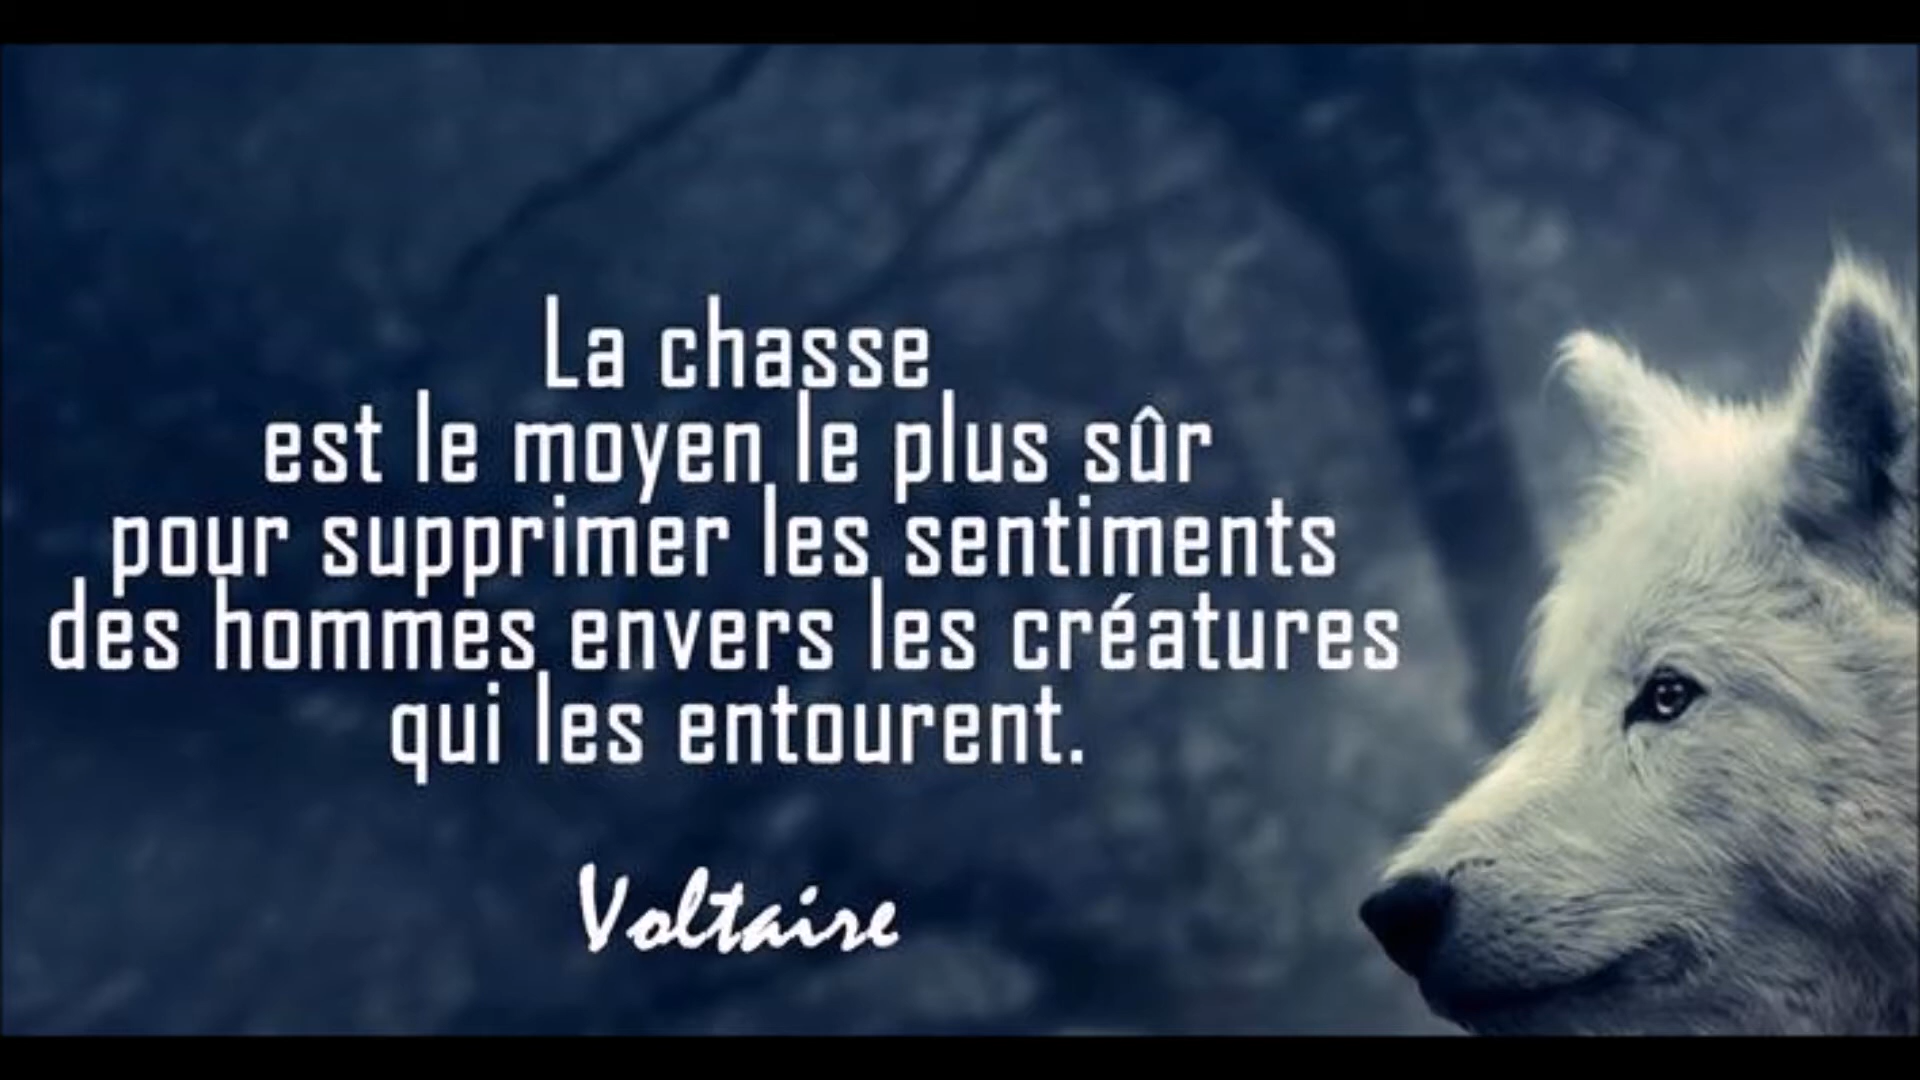 La chasse
est le moyen le plus sûr
pour supprimer les sentiments
des hommes envers les créatures
qui les entourent.
Voltaire